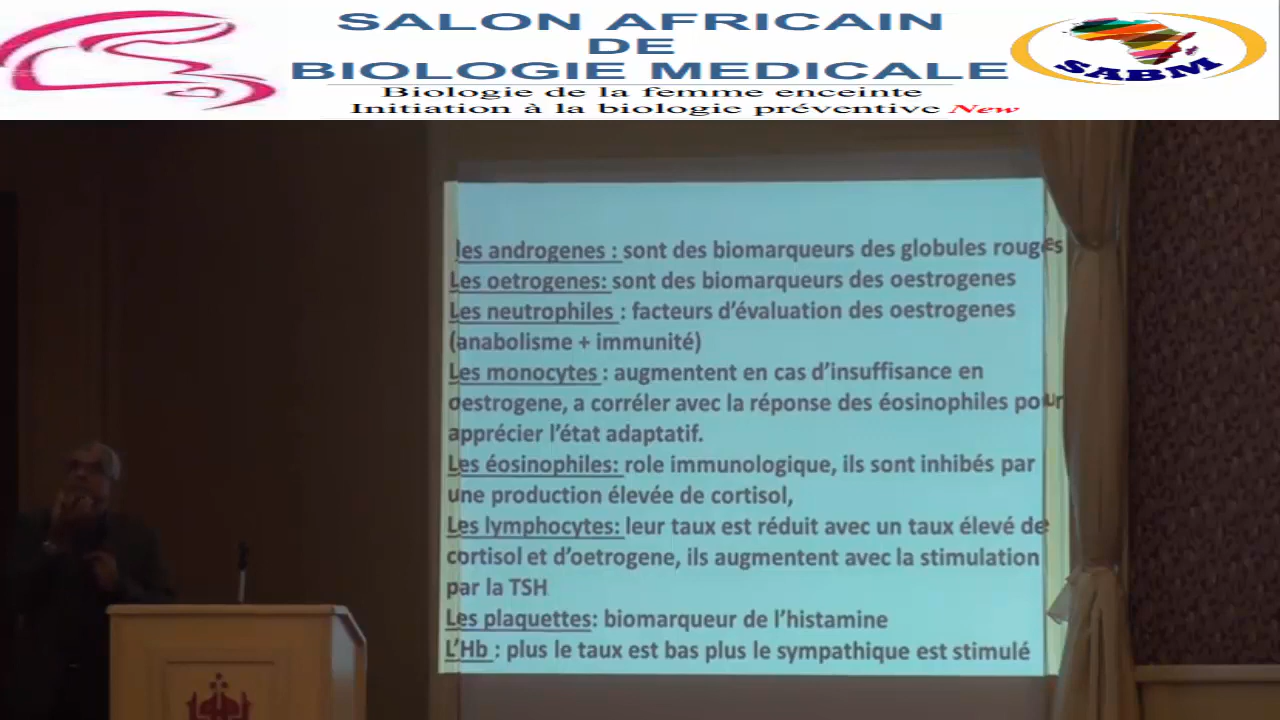 SALON AFRICAIN
DE
BIOLOGIE MEDICALE
Biologie de la femme enceinte
Initiation à la biologie préventive New
SABM
les androgenes : sont des biomarqueurs des globules rouges
Les oetrogenes: sont des biomarqueurs des oestrogenes
Les neutrophiles : facteurs d'évaluation des oestrogenes
(anabolisme + immunité)
Les monocytes : augmentent en cas d'insuffisance en
oestrogene, a corréler avec la réponse des éosinophiles pour
apprécier l'état adaptatif.
Les éosinophiles: role immunologique, ils sont inhibés par
une production élevée de cortisol,
Les lymphocytes: leur taux est réduit avec un taux élevé de
cortisol et d'oetrogene, ils augmentent avec la stimulation
par la TSH
Les plaquettes: biomarqueur de l'histamine
L'Hb : plus le taux est bas plus le sympathique est stimulé